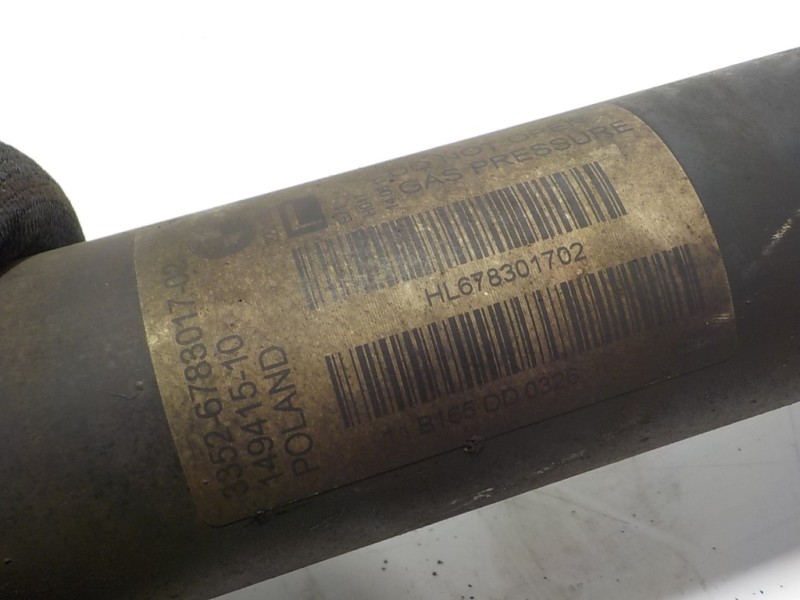 DO NOT OPEN
GAS PRESSURE
L
HL678301702
B165 DD 0326
3352-6783017-02
149415-10
POLAND